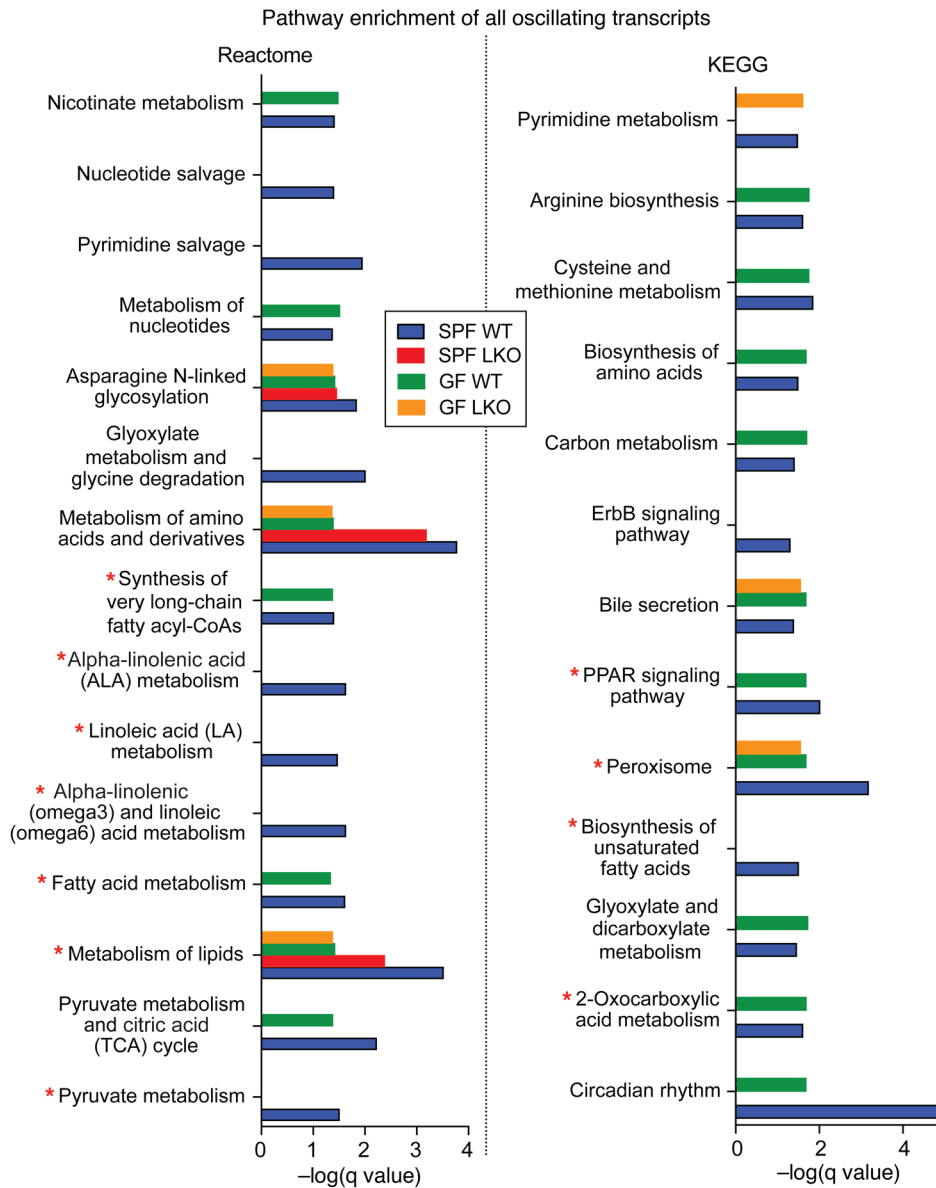 Pathway enrichment of all oscillating transcripts
Reactome
Nicotinate metabolism
Nucleotide salvage
Pyrimidine salvage
Metabolism of
nucleotides
Asparagine N-linked
glycosylation
Glyoxylate
metabolism and
glycine degradation
Metabolism of amino
acids and derivatives
* Synthesis of
very long-chain
fatty acyl-CoAs
* Alpha-linolenic acid
(ALA) metabolism
* Linoleic acid (LA)
metabolism
* Alpha-linolenic
(omega3) and linoleic
(omega6) acid metabolism
* Fatty acid metabolism
* Metabolism of lipids
Pyruvate metabolism
and citric acid
(TCA) cycle
* Pyruvate metabolism
0 1 2 3 4
–log(q value)
SPF WT
SPF LKO
GF WT
GF LKO
KEGG
Pyrimidine metabolism
Arginine biosynthesis
Cysteine and
methionine metabolism
Biosynthesis of
amino acids
Carbon metabolism
ErbB signaling
pathway
Bile secretion
* PPAR signaling
pathway
* Peroxisome
* Biosynthesis of
unsaturated
fatty acids
Glyoxylate and
dicarboxylate
metabolism
* 2-Oxocarboxylic
acid metabolism
Circadian rhythm
0 2 4
–log(q value)